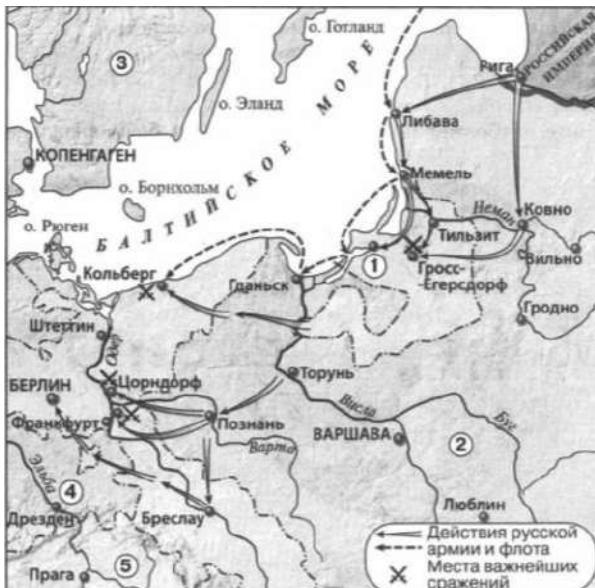 о. Готланд
РОССИЙСКАЯ
ИМПЕРИЯ
Рига
3
о. Эланд
БАЛТИЙСКОЕ МОРЕ
Либава
КОПЕНГАГЕН
о. Борнхольм
Мемель
Неман
Ковно
о. Рюген
Тильзит
Вильно
1
Гросс-
Егерсдорф
Кольберг
Гданьск
Гродно
Штеттин
Одер
БЕРЛИН
Цорндорф
Торунь
Висла
Франкфурт
Познань
Варта
ВАРШАВА
Буг
2
Эльба
4
Дрезден
Бреслау
Люблин
5
Прага
Действия русской
армии и флота
Места важнейших
сражений